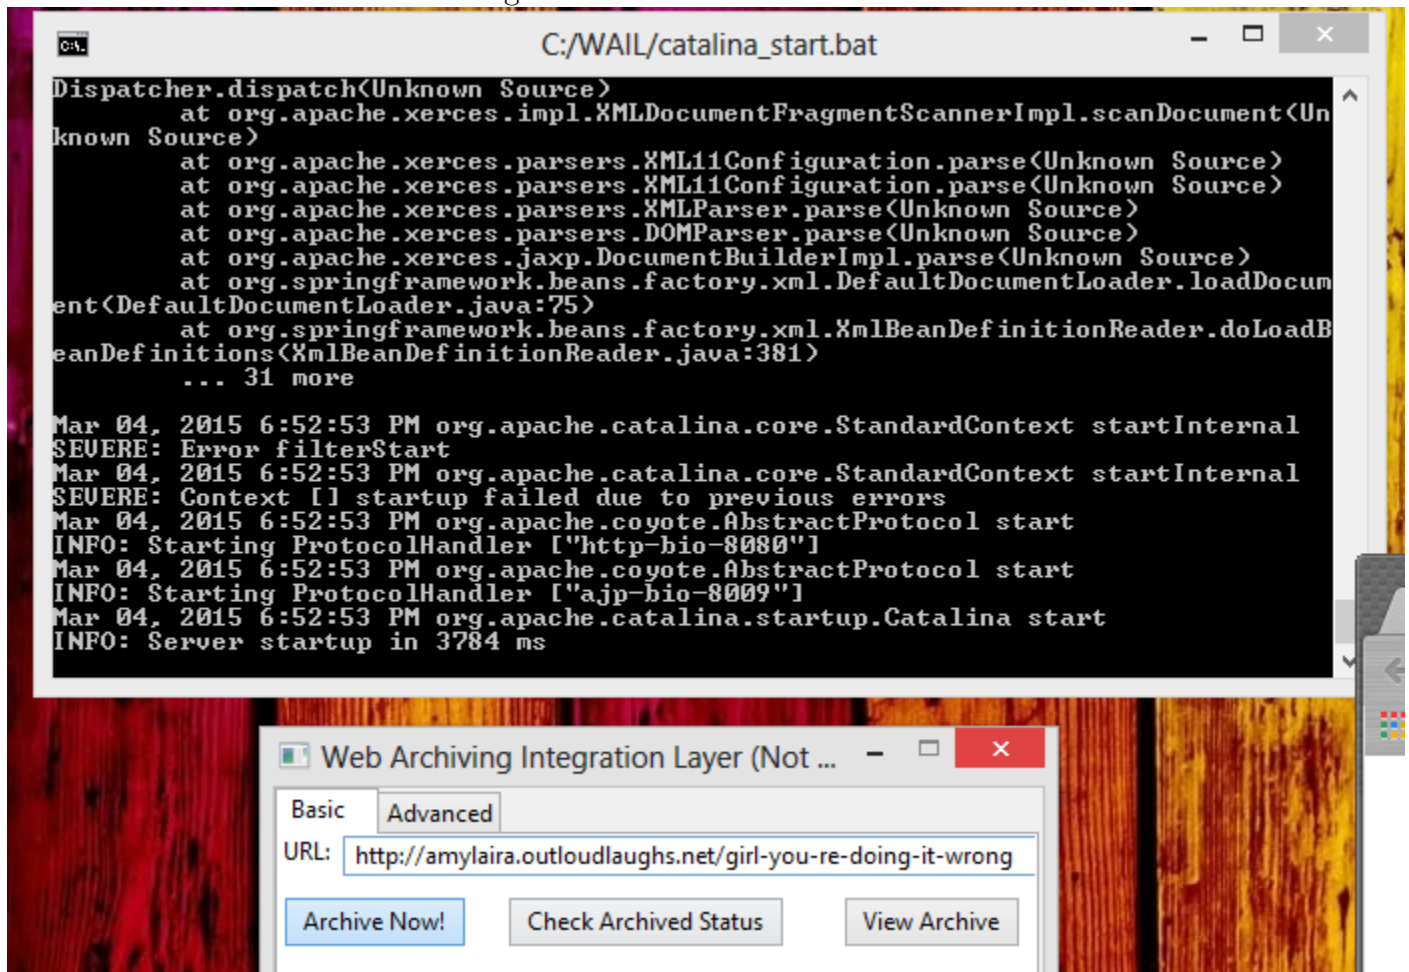 C:/WAIL/catalina_start.bat
Dispatcher.dispatch(Unknown Source)
at org.apache.xerces.impl.XMLDocumentFragmentScannerImpl.scanDocument(Un
known Source)
at org.apache.xerces.parsers.XML11Configuration.parse(Unknown Source)
at org.apache.xerces.parsers.XML11Configuration.parse(Unknown Source)
at org.apache.xerces.parsers.XMLParser.parse(Unknown Source)
at org.apache.xerces.parsers.DOMParser.parse(Unknown Source)
at org.apache.xerces.jaxp.DocumentBuilderImpl.parse(Unknown Source)
at org.springframework.beans.factory.xml.DefaultDocumentLoader.loadDocum
ent(DefaultDocumentLoader.java:75)
at org.springframework.beans.factory.xml.XmlBeanDefinitionReader.doLoadB
eanDefinitions(XmlBeanDefinitionReader.java:381)
... 31 more
Mar 04, 2015 6:52:53 PM org.apache.catalina.core.StandardContext startInternal
SEVERE: Error filterStart
Mar 04, 2015 6:52:53 PM org.apache.catalina.core.StandardContext startInternal
SEVERE: Context [] startup failed due to previous errors
Mar 04, 2015 6:52:53 PM org.apache.coyote.AbstractProtocol start
INFO: Starting ProtocolHandler ["http-bio-8080"]
Mar 04, 2015 6:52:53 PM org.apache.coyote.AbstractProtocol start
INFO: Starting ProtocolHandler ["ajp-bio-8009"]
Mar 04, 2015 6:52:53 PM org.apache.catalina.startup.Catalina start
INFO: Server startup in 3784 ms
Web Archiving Integration Layer (Not ...
Basic Advanced
URL: http://amylaira.outloudlaughs.net/girl-you-re-doing-it-wrong
Archive Now! Check Archived Status View Archive